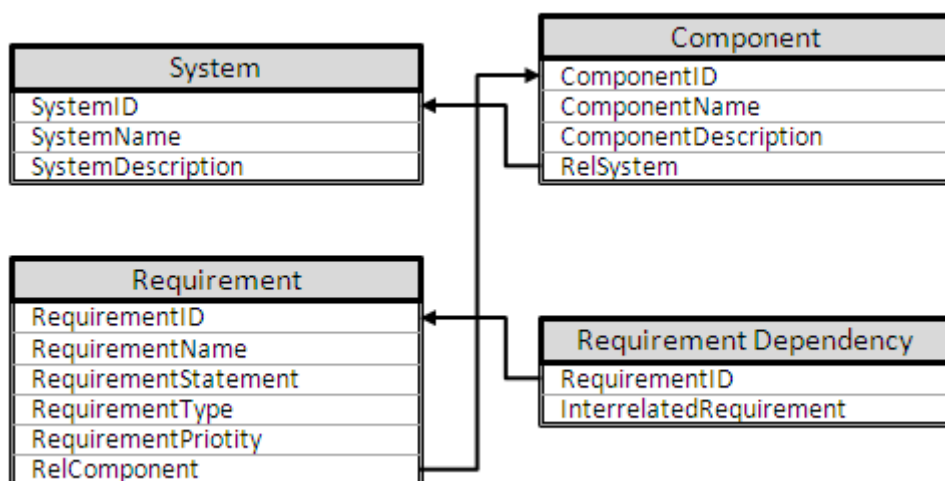 System
SystemID
SystemName
SystemDescription
Component
ComponentID
ComponentName
ComponentDescription
RelSystem
Requirement
RequirementID
RequirementName
RequirementStatement
RequirementType
RequirementPriotity
RelComponent
Requirement Dependency
RequirementID
InterrelatedRequirement